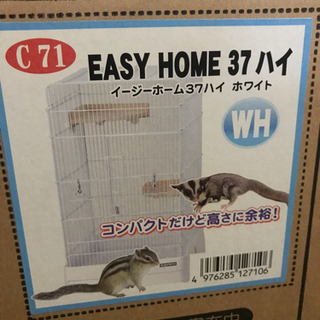 C 71
EASY HOME 37 ハイ
イージーホーム37ハイ ホワイト
WH
コンパクトだけど高さに余裕!
4 976285 127106